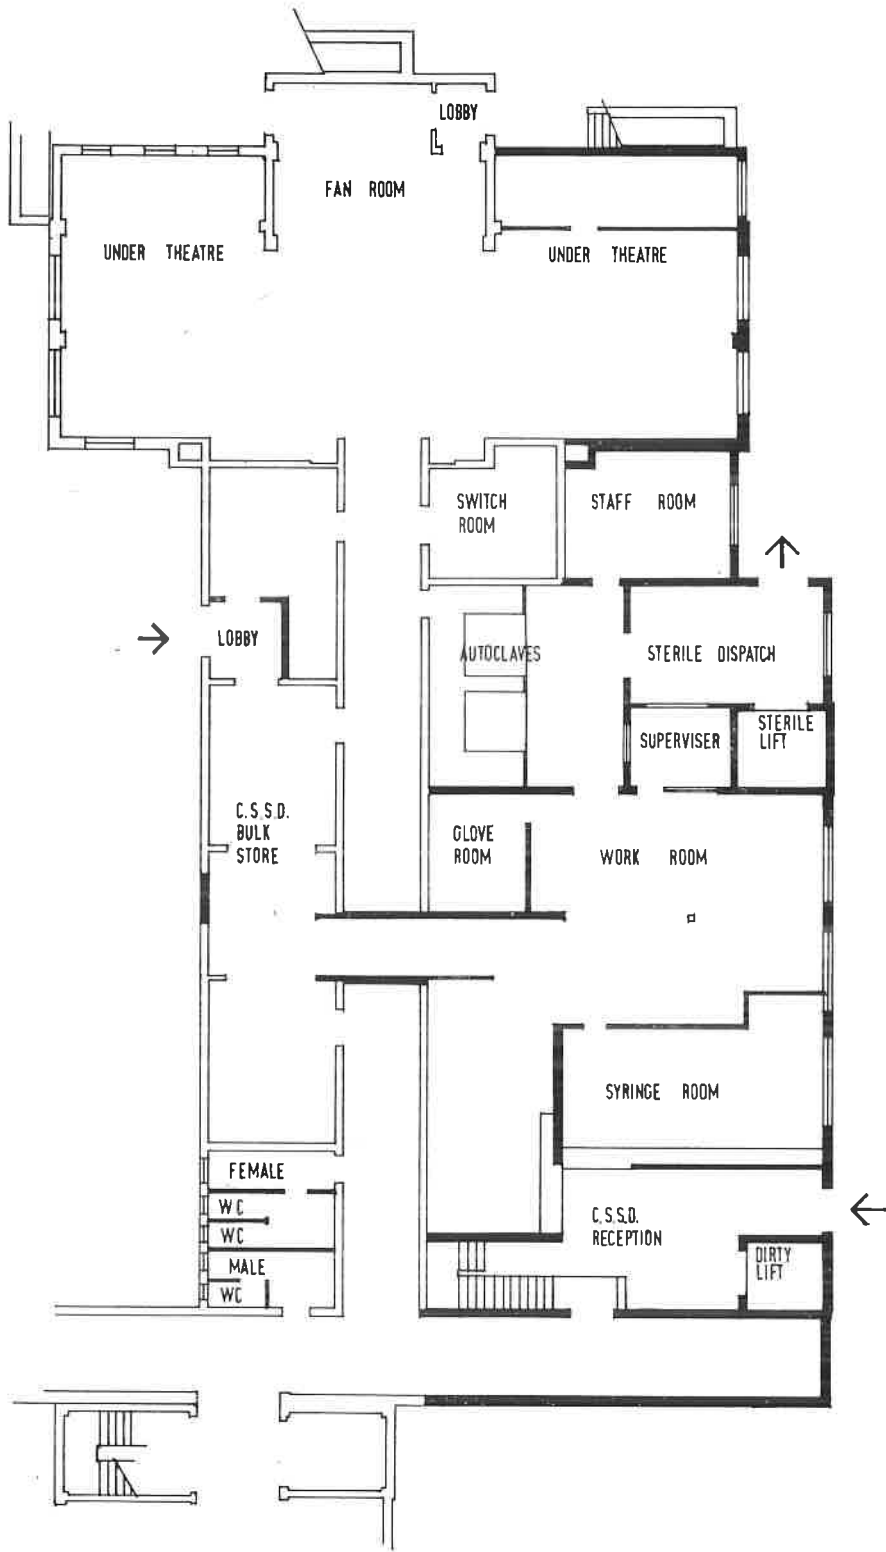 LOBBY
FAN ROOM
UNDER THEATRE
UNDER THEATRE
SWITCH
ROOM
STAFF ROOM
LOBBY
AUTOCLAVES
STERILE DISPATCH
SUPERVISER
STERILE
LIFT
C.S.S.D.
BULK
STORE
GLOVE
ROOM
WORK ROOM
SYRINGE ROOM
FEMALE
WC
WC
MALE
WC
C.S.S.D.
RECEPTION
DIRTY
LIFT